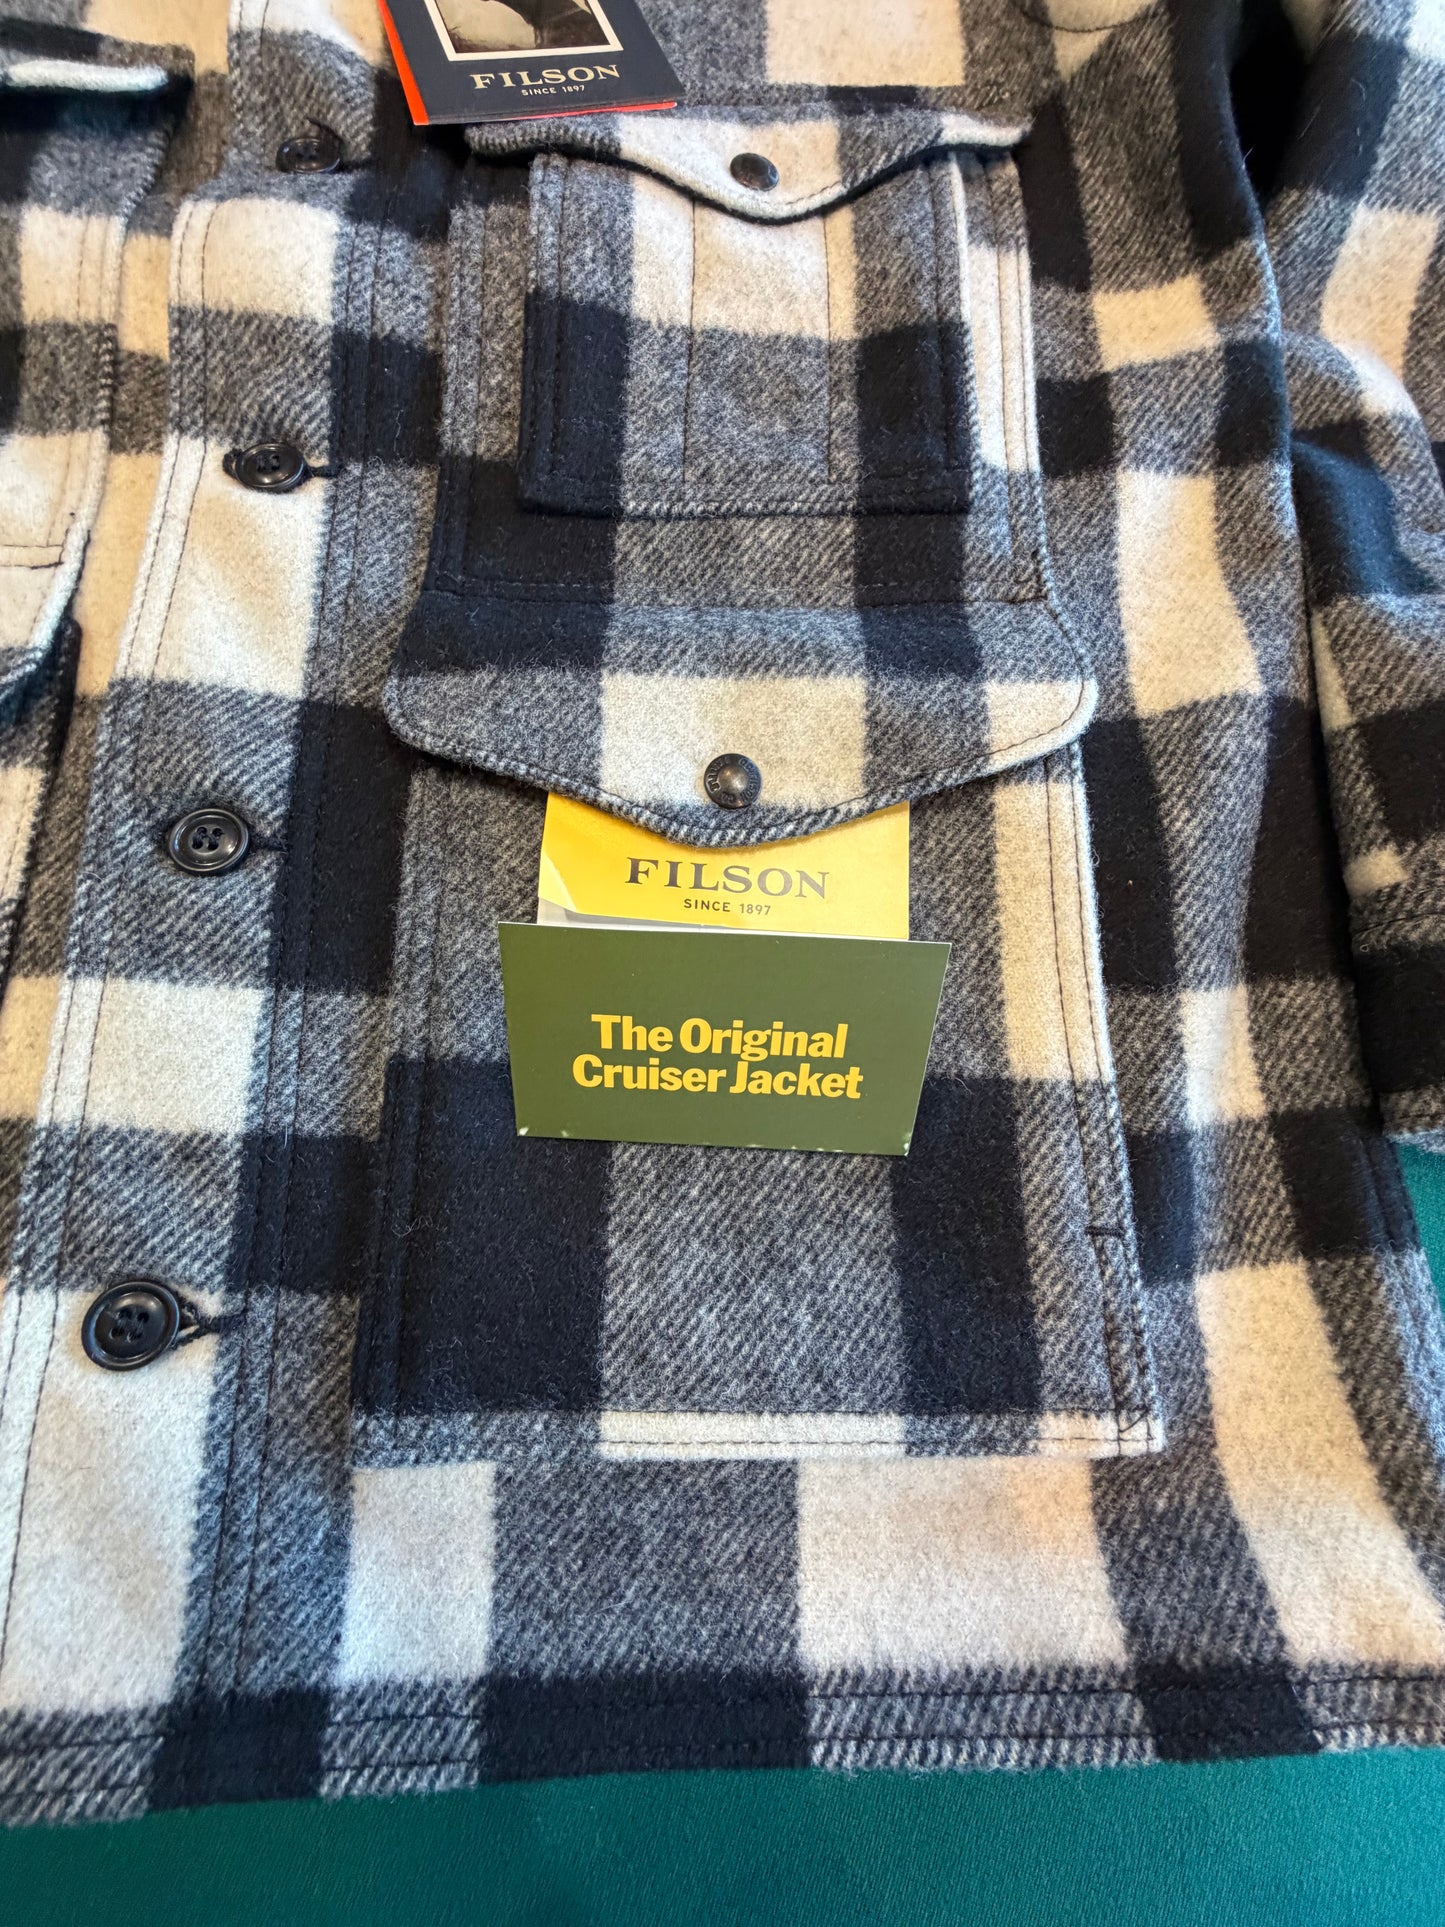 FILSON
SINCE 1897
FILSON
SINCE 1897
The Original
Cruiser Jacket